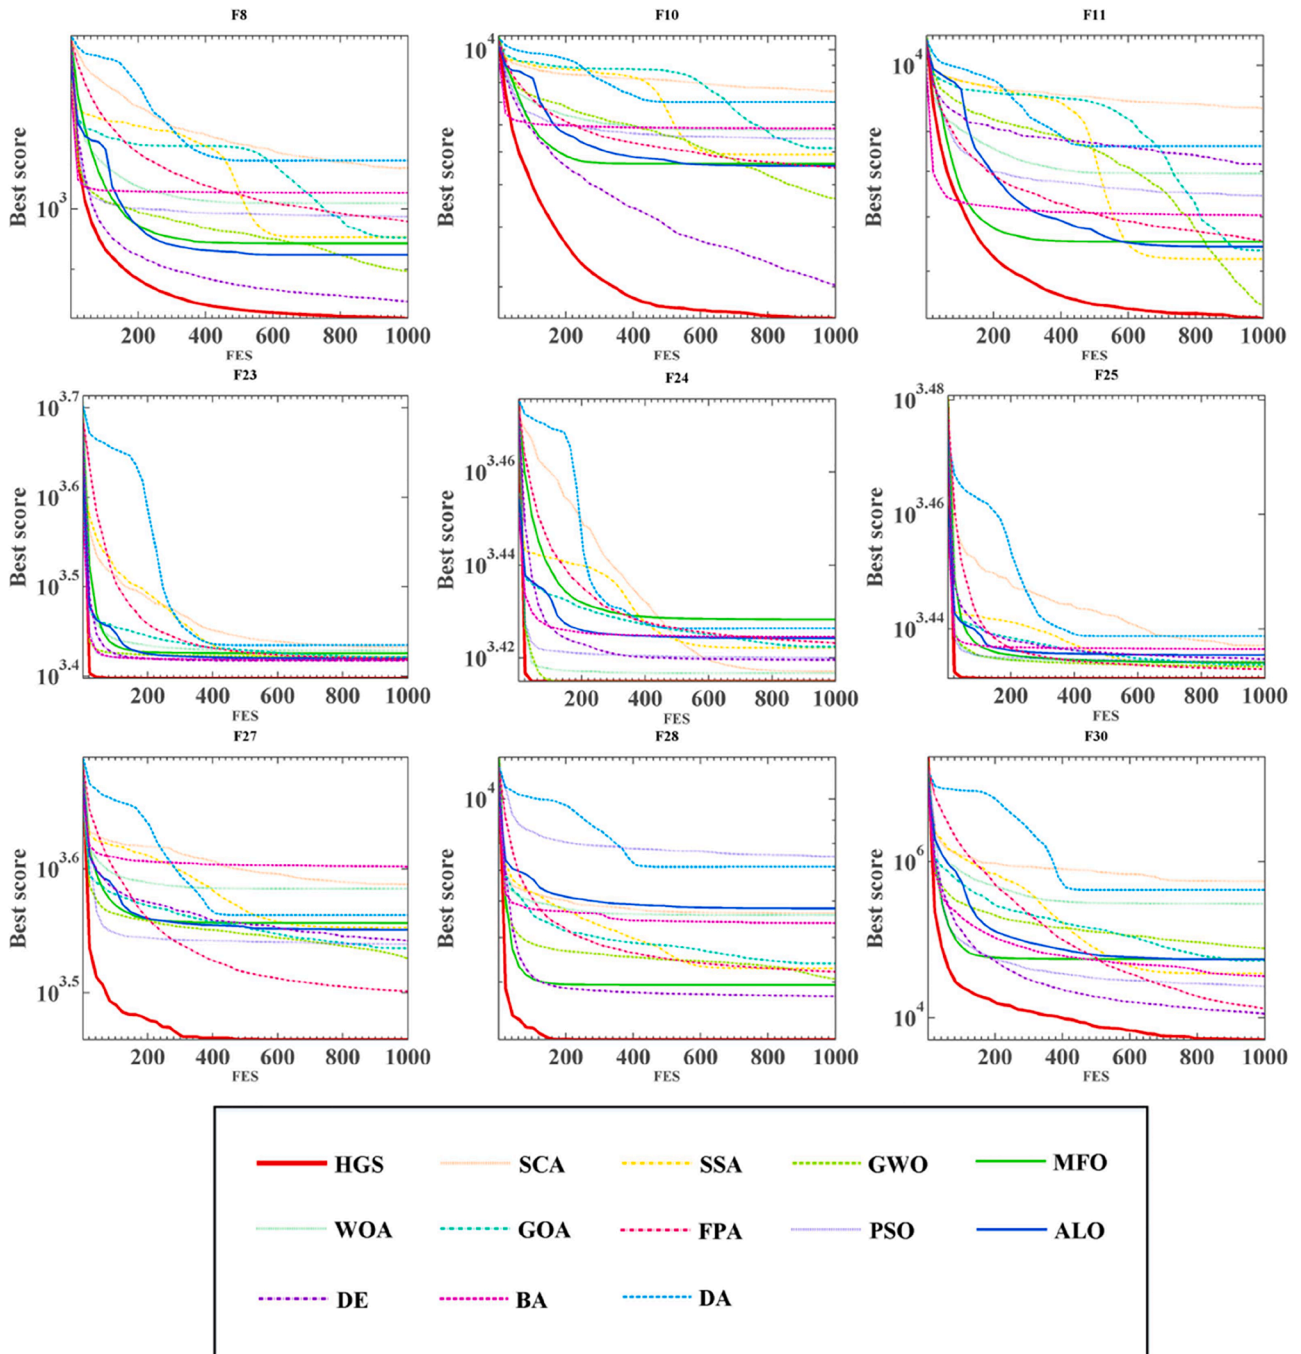 F8
F10
F11
Best score
10^3
200 400 600 800 1000
FES
Best score
10^4
200 400 600 800 1000
FES
Best score
10^4
200 400 600 800 1000
FES
F23
F24
F25
Best score
10^3.7
10^3.6
10^3.5
10^3.4
200 400 600 800 1000
FES
Best score
10^3.46
10^3.44
10^3.42
200 400 600 800 1000
FES
Best score
10^3.48
10^3.46
10^3.44
200 400 600 800 1000
FES
F27
F28
F30
Best score
10^3.6
10^3.5
200 400 600 800 1000
FES
Best score
10^4
200 400 600 800 1000
FES
Best score
10^6
10^4
200 400 600 800 1000
FES
HGS SCA SSA GWO MFO
WOA GOA FPA PSO ALO
DE BA DA